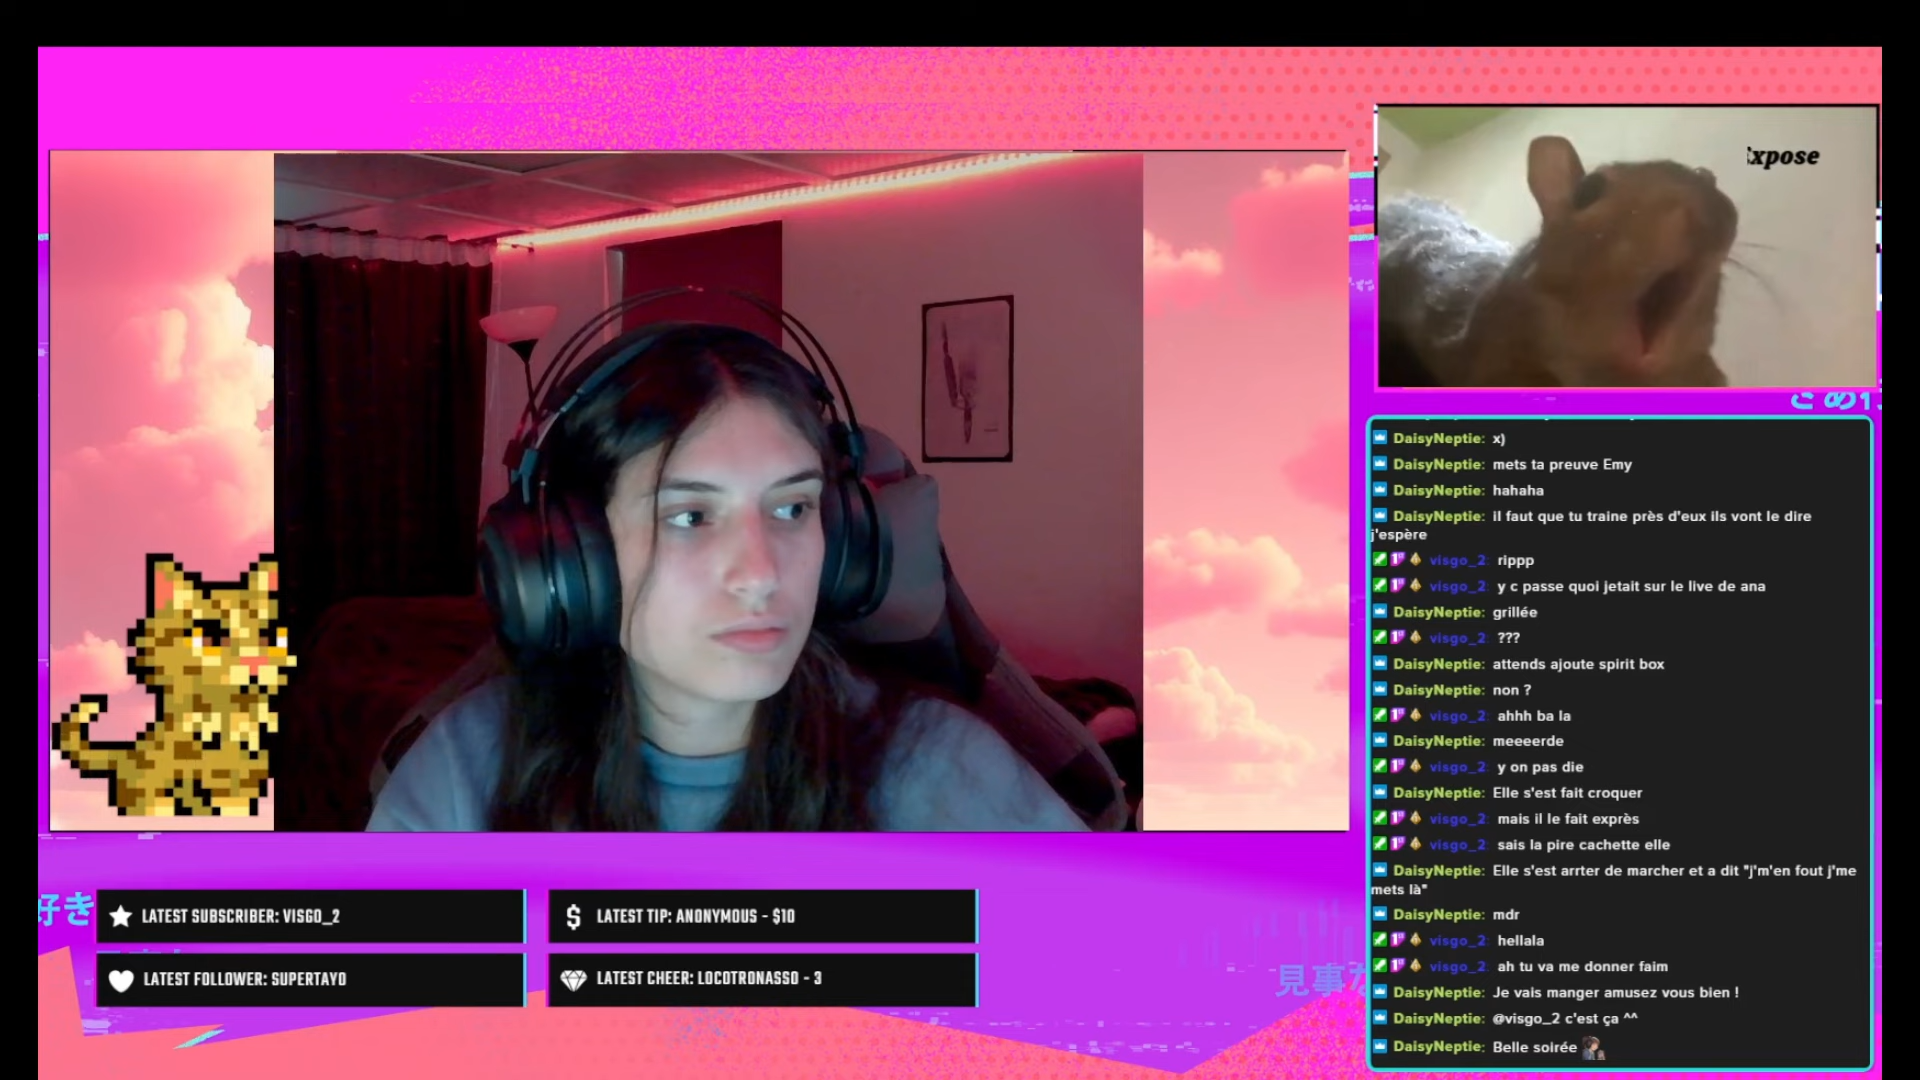 xpose
DaisyNeptie: x)
DaisyNeptie: mets ta preuve Emy
DaisyNeptie: hahaha
DaisyNeptie: il faut que tu traine près d'eux ils vont le dire
j'espère
visgo_2: rippp
visgo_2: y c passe quoi jetait sur le live de ana
DaisyNeptie: grillée
visgo_2: ???
DaisyNeptie: attends ajoute spirit box
DaisyNeptie: non ?
visgo_2: ahhh ba la
DaisyNeptie: meeeerde
visgo_2: y on pas die
DaisyNeptie: Elle s'est fait croquer
visgo_2: mais il le fait exprès
visgo_2: sais la pire cachette elle
DaisyNeptie: Elle s'est arrter de marcher et a dit "j'm'en fout j'me
mets là"
DaisyNeptie: mdr
visgo_2: hellala
visgo_2: ah tu va me donner faim
DaisyNeptie: Je vais manger amusez vous bien !
DaisyNeptie: @visgo_2 c'est ça ^^
DaisyNeptie: Belle soirée
好き
LATEST SUBSCRIBER: VISGO_2
LATEST TIP: ANONYMOUS - $10
LATEST FOLLOWER: SUPERTAYO
LATEST CHEER: LOCOTRONASSO - 3
見事な